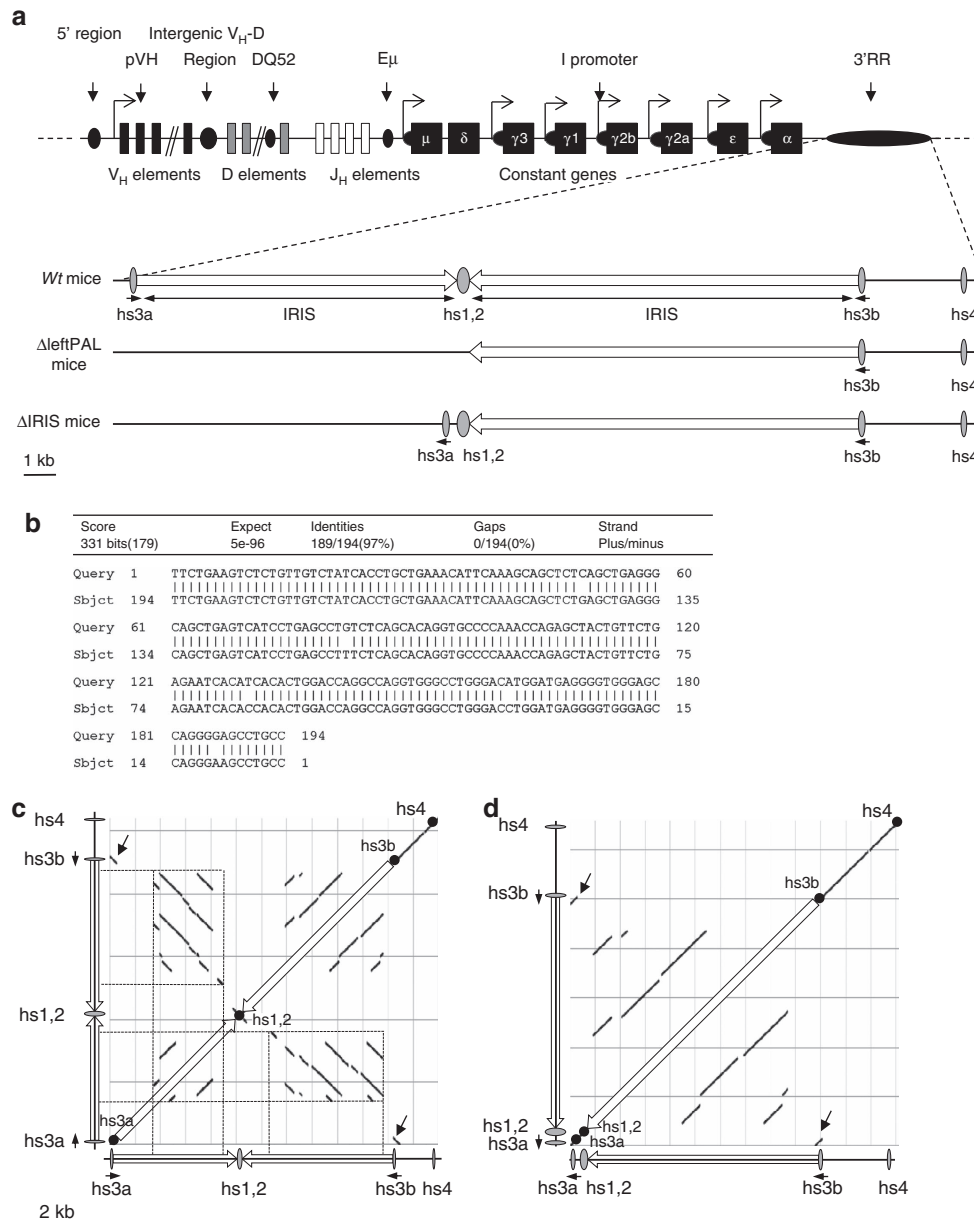 a
5' region
Intergenic VH-D
pVH
Region
DQ52
Eμ
I promoter
3'RR
μ
δ
γ3
γ1
γ2b
γ2a
ε
α
VH elements
D elements
JH elements
Constant genes
Wt mice
hs3a
IRIS
hs1,2
IRIS
hs3b
hs4
ΔleftPAL
mice
hs3b
hs4
ΔIRIS mice
hs3a
hs1,2
hs3b
hs4
1 kb
b
Score Expect Identities Gaps Strand
331 bits(179) 5e-96 189/194(97%) 0/194(0%) Plus/minus
Query 1 TTCTGAAGTCTCTGTTGTCTATCACCTGCTGAAACATTCAAAGCAGCTCTCAGCTGAGGG 60
Sbjct 194 TTCTGAAGTCTCTGTTGTCTATCACCTGCTGAAACATTCAAAGCAGCTCTGAGCTGAGGG 135
Query 61 CAGCTGAGTCATCCTGAGCCTGTCTCAGCACAGGTGCCCCAAACCAGAGCTACTGTTCTG 120
Sbjct 134 CAGCTGAGTCATCCTGAGCCTTTCTCAGCACAGGTGCCCCAAACCAGAGCTACTGTTCTG 75
Query 121 AGAATCACATCACACTGGACCAGGCCAGGTGGGCCTGGGACATGGATGAGGGGTGGGAGC 180
Sbjct 74 AGAATCACACCACACTGGACCAGGCCAGGTGGGCCTGGGACCTGGATGAGGGGTGGGAGC 15
Query 181 CAGGGGAGCCTGCC 194
Sbjct 14 CAGGGAAGCCTGCC 1
c
hs4
hs3b
hs1,2
hs3a
hs4
hs3b
hs1,2
hs3a
hs3a
hs1,2
hs3b
hs4
2 kb
d
hs4
hs3b
hs1,2
hs3a
hs4
hs3b
hs1,2
hs3a
hs3a
hs1,2
hs3b
hs4